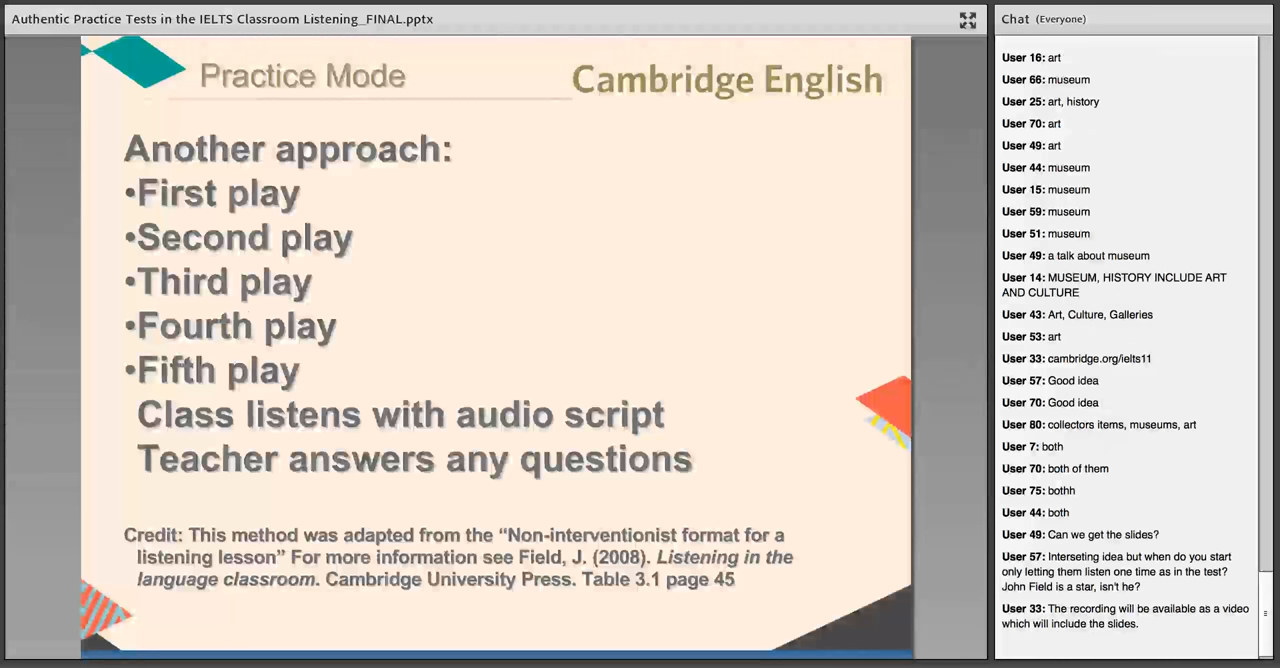 Authentic Practice Tests in the IELTS Classroom Listening_FINAL.pptx
Practice Mode
Cambridge English
Another approach:
•First play
•Second play
•Third play
•Fourth play
•Fifth play
Class listens with audio script
Teacher answers any questions
Credit: This method was adapted from the “Non-interventionist format for a
listening lesson” For more information see Field, J. (2008). Listening in the
language classroom. Cambridge University Press. Table 3.1 page 45
Chat (Everyone)
User 16: art
User 66: museum
User 25: art, history
User 70: art
User 49: art
User 44: museum
User 15: museum
User 59: museum
User 51: museum
User 49: a talk about museum
User 14: MUSEUM, HISTORY INCLUDE ART
AND CULTURE
User 43: Art, Culture, Galleries
User 53: art
User 33: cambridge.org/ielts11
User 57: Good idea
User 70: Good idea
User 80: collectors items, museums, art
User 7: both
User 70: both of them
User 75: bothh
User 44: both
User 49: Can we get the slides?
User 57: Interseting idea but when do you start
only letting them listen one time as in the test?
John Field is a star, isn't he?
User 33: The recording will be available as a video
which will include the slides.